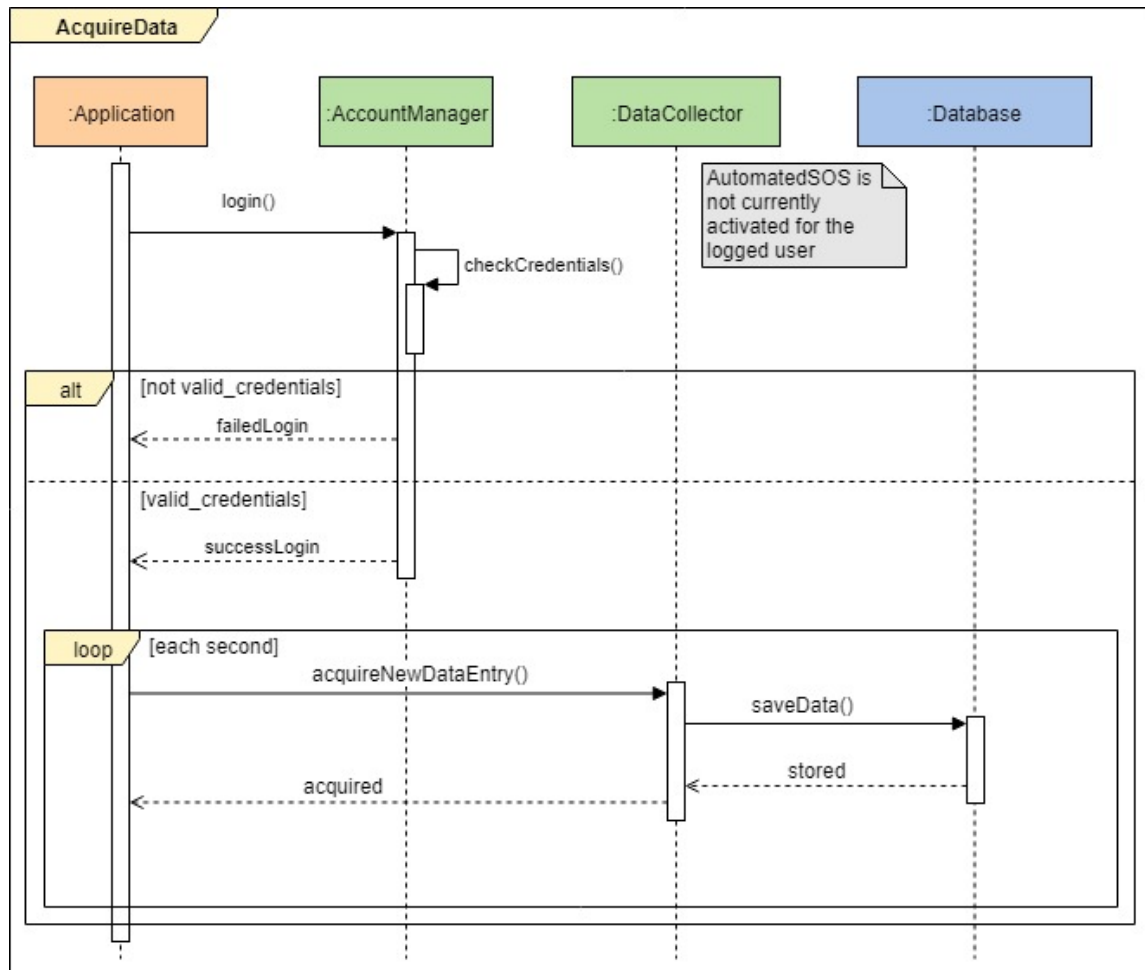 AcquireData
:Application
:AccountManager
:DataCollector
:Database
AutomatedSOS is
not currently
activated for the
logged user
login()
checkCredentials()
alt
[not valid_credentials]
failedLogin
[valid_credentials]
successLogin
loop
[each second]
acquireNewDataEntry()
saveData()
stored
acquired